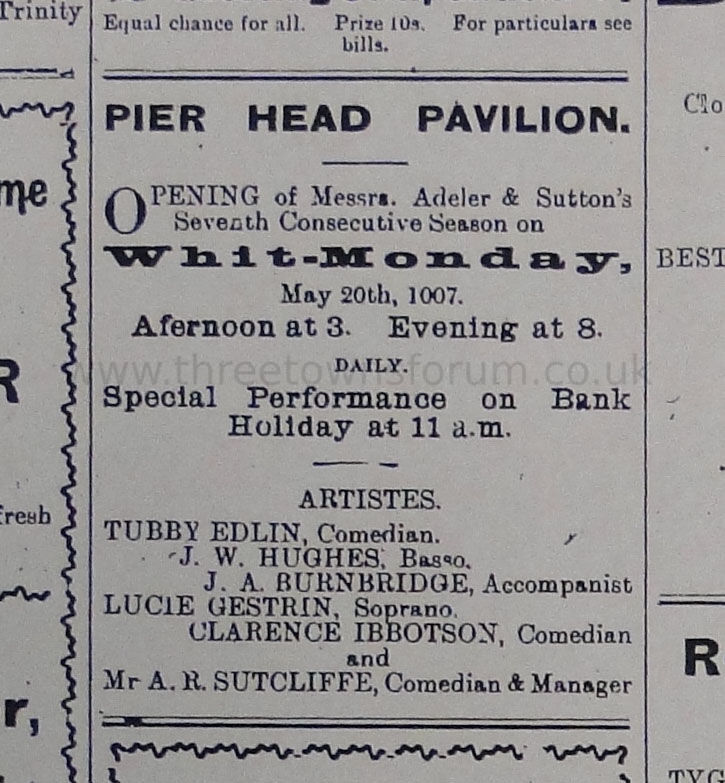 Trinity
Equal chance for all. Prize 10s. For particulars see
bills.
PIER HEAD PAVILION.
OPENING of Messrs. Adeler & Sutton's
Seventh Consecutive Season on
Whit-Monday,
May 20th, 1007.
Afernoon at 3. Evening at 8.
DAILY.
www.threetownsforum.co.uk
Special Performance on Bank
Holiday at 11 a.m.
ARTISTES.
TUBBY EDLIN, Comedian.
J. W. HUGHES, Basso.
J. A. BURNBRIDGE, Accompanist
LUCIE GESTRIN, Soprano.
CLARENCE IBBOTSON, Comedian
and
Mr A. R. SUTCLIFFE, Comedian & Manager
me
R
fresh
r,
Clo
BEST
R